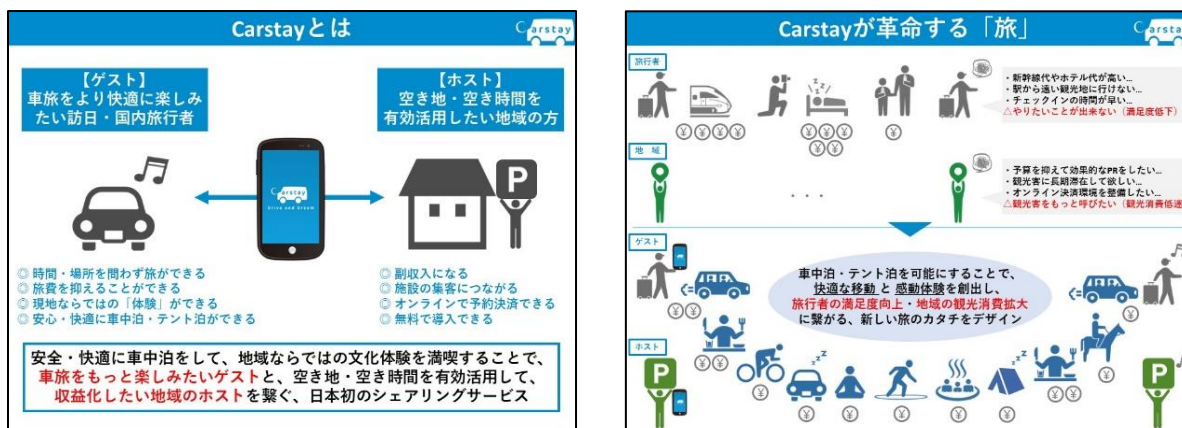 Carstayとは
Carstay
【ゲスト】
車旅をより快適に楽しみ
たい訪日・国内旅行者
【ホスト】
空き地・空き時間を
有効活用したい地域の方
Carstay
Drive and Dream
P
◎ 時間・場所を問わず旅ができる
◎ 旅費を抑えることができる
◎ 現地ならではの「体験」ができる
◎ 安心・快適に車中泊・テント泊ができる
◎ 副収入になる
◎ 施設の集客につながる
◎ オンラインで予約決済できる
◎ 無料で導入できる
安全・快適に車中泊をして、地域ならではの文化体験を満喫することで、
車旅をもっと楽しみたいゲストと、空き地・空き時間を有効活用して、
収益化したい地域のホストを繋ぐ、日本初のシェアリングサービス
Carstayが革命する「旅」
Carsta
旅行者
zzz
¥¥¥¥
¥¥¥
¥¥
¥
・新幹線代やホテル代が高い…
・駅から遠い観光地に行けない…
・チェックインの時間が早い…
△やりたいことが出来ない（満足度低下）
地 域
...
・予算を抑えて効果的なPRをしたい…
・観光客に長期滞在して欲しい…
・オンライン決済環境を整備したい…
△観光客をもっと呼びたい（観光消費低迷
ゲスト
車中泊・テント泊を可能にすることで、
快適な移動 と 感動体験を創出し、
旅行者の満足度向上・地域の観光消費拡大
に繋がる、新しい旅のカタチをデザイン
ホスト
P
¥¥
¥
zzz
¥
¥
¥
¥
zzz
¥
¥¥
¥
P